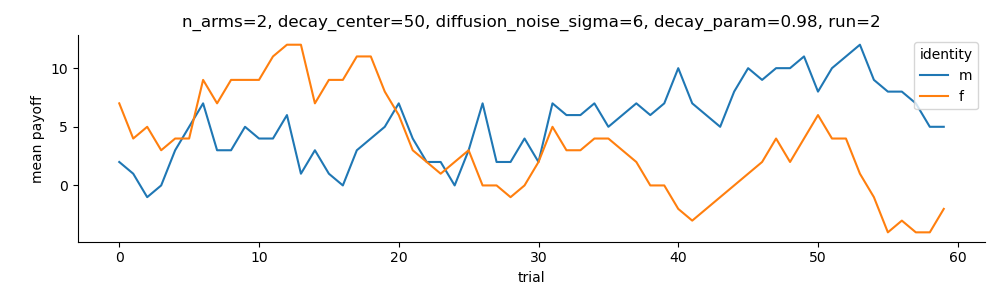 n_arms=2, decay_center=50, diffusion_noise_sigma=6, decay_param=0.98, run=2
identity
m
f
mean payoff
10
5
0
0 10 20 30 40 50 60
trial